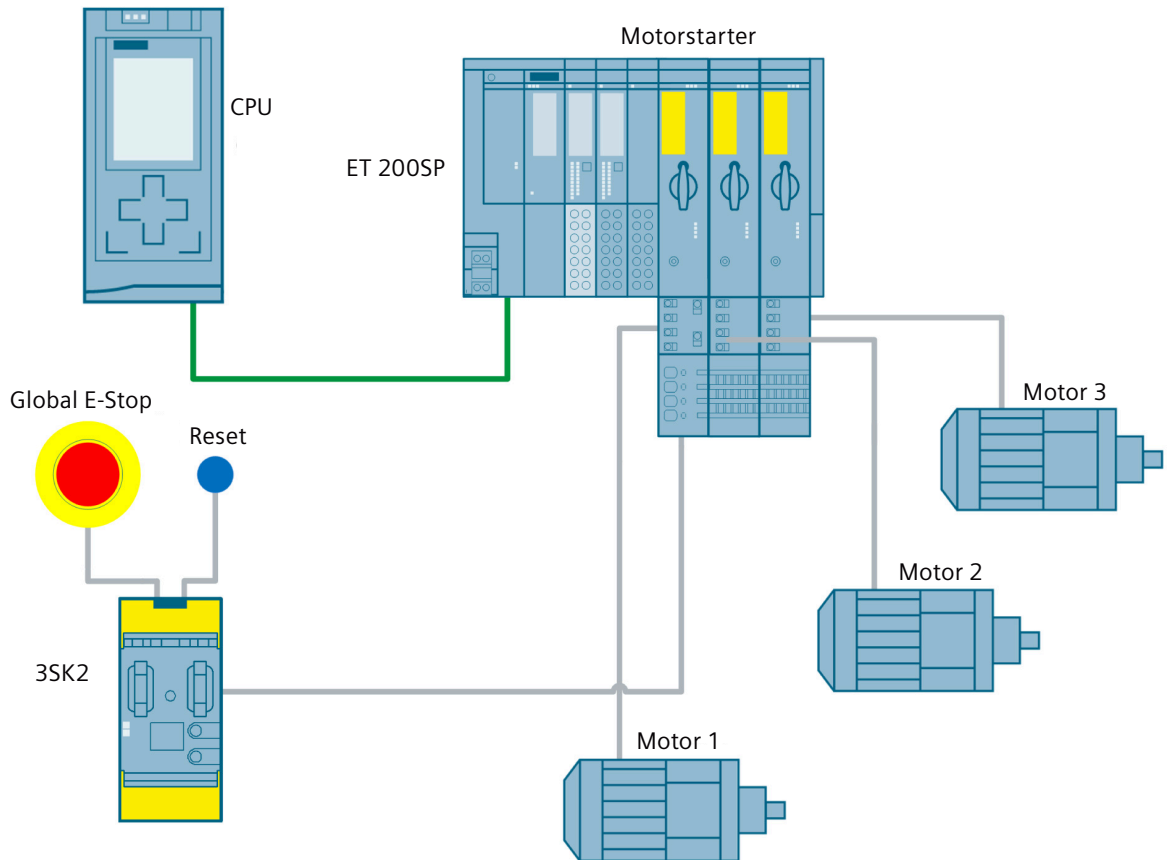 Motorstarter
CPU
ET 200SP
Global E-Stop
Reset
Motor 3
Motor 2
3SK2
Motor 1